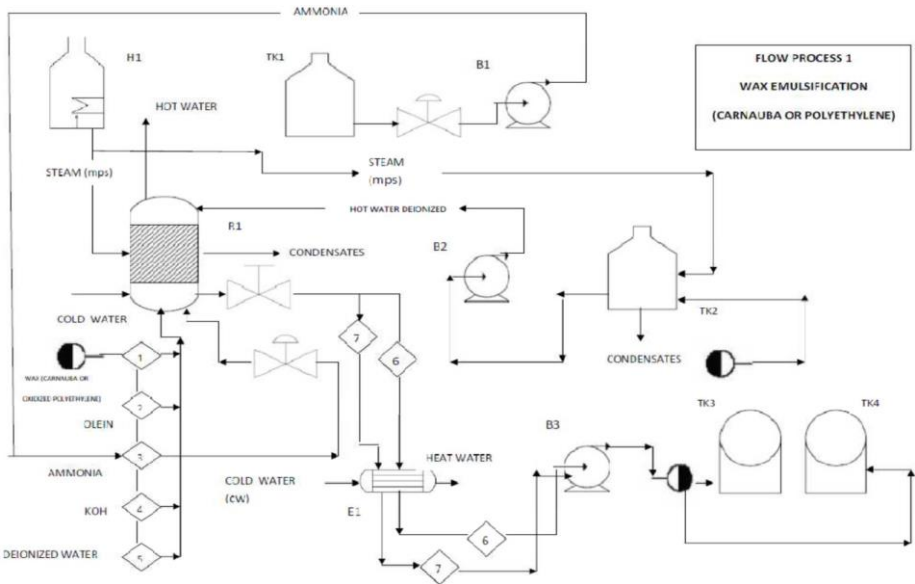 AMMONIA
H1
TK1
B1
FLOW PROCESS 1
WAX EMULSIFICATION
(CARNAUBA OR POLYETHYLENE)
HOT WATER
STEAM (mps)
STEAM
(mps)
HOT WATER DEIONIZED
R1
B2
CONDENSATES
TK2
COLD WATER
CONDENSATES
7
6
1
WAX (CARNAUBA OR
OXIDIZED POLYETHYLENE)
2
OLEIN
TK3
TK4
B3
3
AMMONIA
HEAT WATER
COLD WATER
(cw)
E1
4
KOH
6
7
DEIONIZED WATER
5